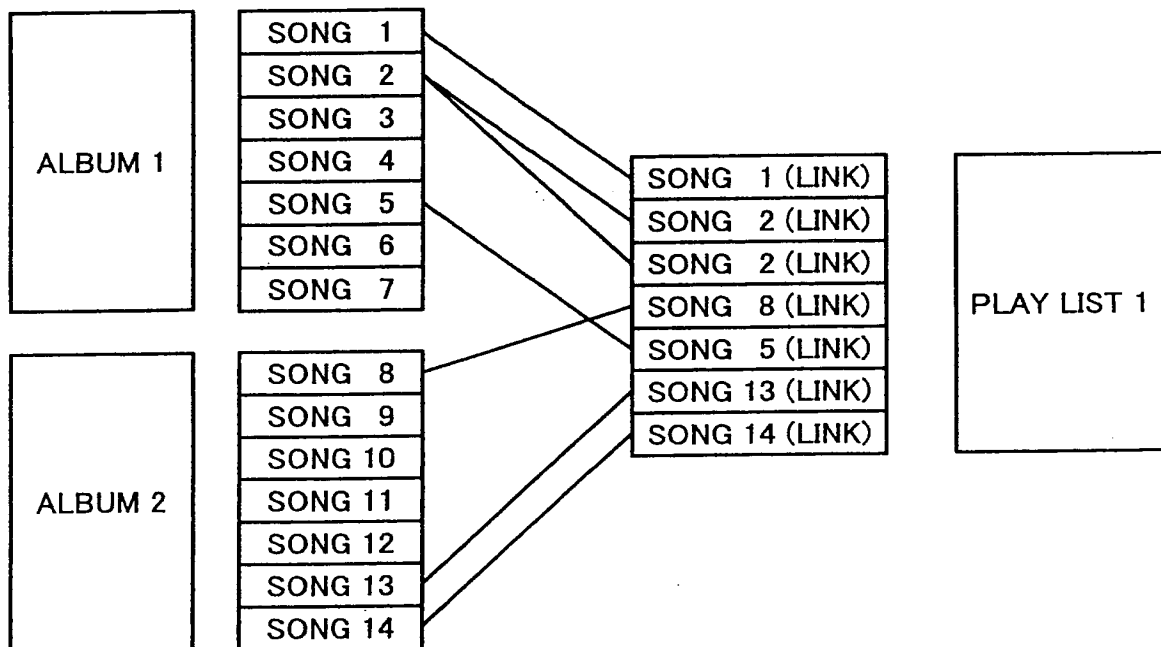 ALBUM 1
SONG 1
SONG 2
SONG 3
SONG 4
SONG 5
SONG 6
SONG 7
ALBUM 2
SONG 8
SONG 9
SONG 10
SONG 11
SONG 12
SONG 13
SONG 14
SONG 1 (LINK)
SONG 2 (LINK)
SONG 2 (LINK)
SONG 8 (LINK)
SONG 5 (LINK)
SONG 13 (LINK)
SONG 14 (LINK)
PLAY LIST 1